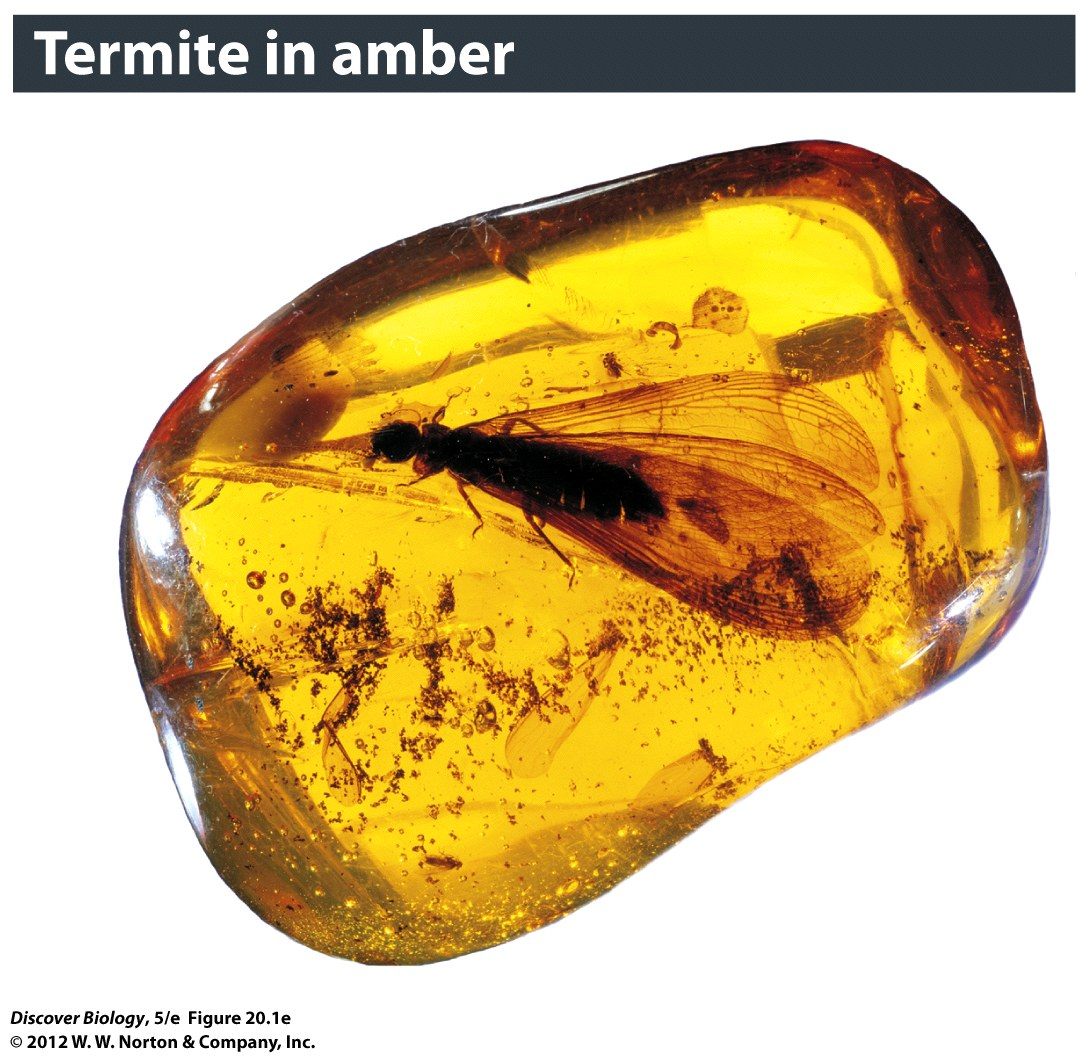 Termite in amber
Discover Biology, 5/e Figure 20.1e
© 2012 W. W. Norton & Company, Inc.